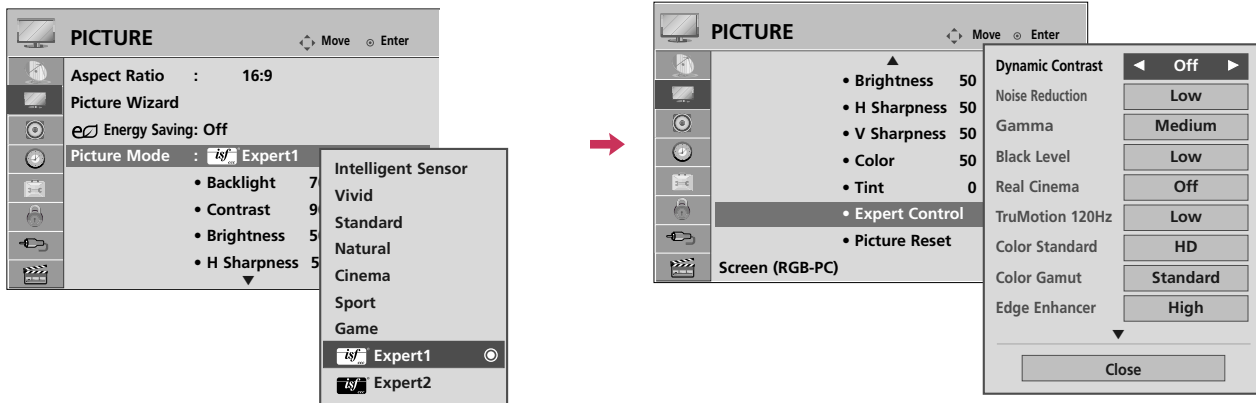 PICTURE
Move Enter
Aspect Ratio : 16:9
Picture Wizard
Energy Saving: Off
Picture Mode : isf Expert1
• Backlight 7
• Contrast 9
• Brightness 5
• H Sharpness 5
Intelligent Sensor
Vivid
Standard
Natural
Cinema
Sport
Game
isf Expert1
isf Expert2
PICTURE
Move Enter
• Brightness 50
• H Sharpness 50
• V Sharpness 50
• Color 50
• Tint 0
• Expert Control
• Picture Reset
Screen (RGB-PC)
Dynamic Contrast Off
Noise Reduction Low
Gamma Medium
Black Level Low
Real Cinema Off
TruMotion 120Hz Low
Color Standard HD
Color Gamut Standard
Edge Enhancer High
Close